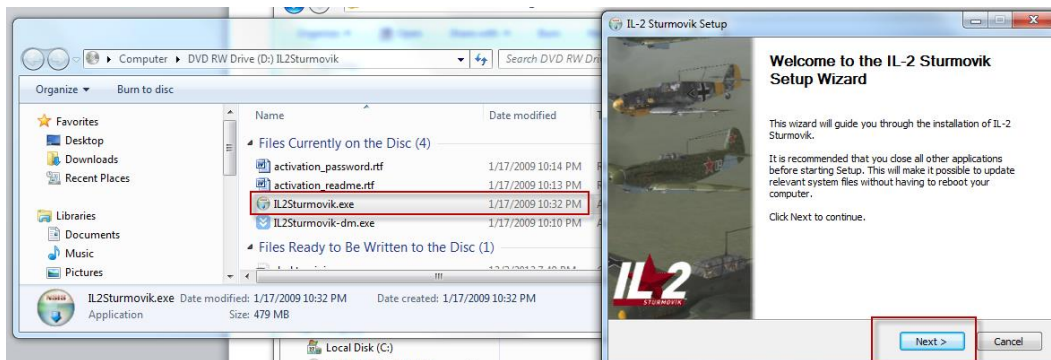 Computer ▸ DVD RW Drive (D:) IL2Sturmovik
Search DVD RW Dri
Organize ▾ Burn to disc
Favorites
Desktop
Downloads
Recent Places
Libraries
Documents
Music
Pictures
Name Date modified
Files Currently on the Disc (4)
activation_password.rtf 1/17/2009 10:14 PM
activation_readme.rtf 1/17/2009 10:13 PM
IL2Sturmovik.exe 1/17/2009 10:32 PM
IL2Sturmovik-dm.exe 1/17/2009 10:10 PM
Files Ready to Be Written to the Disc (1)
IL2Sturmovik.exe Date modified: 1/17/2009 10:32 PM Date created: 1/17/2009 10:32 PM
Application Size: 479 MB
Local Disk (C:)
IL-2 Sturmovik Setup
Welcome to the IL-2 Sturmovik
Setup Wizard
This wizard will guide you through the installation of IL-2
Sturmovik.
It is recommended that you close all other applications
before starting Setup. This will make it possible to update
relevant system files without having to reboot your
computer.
Click Next to continue.
IL 2
STURMOVIK
Next > Cancel